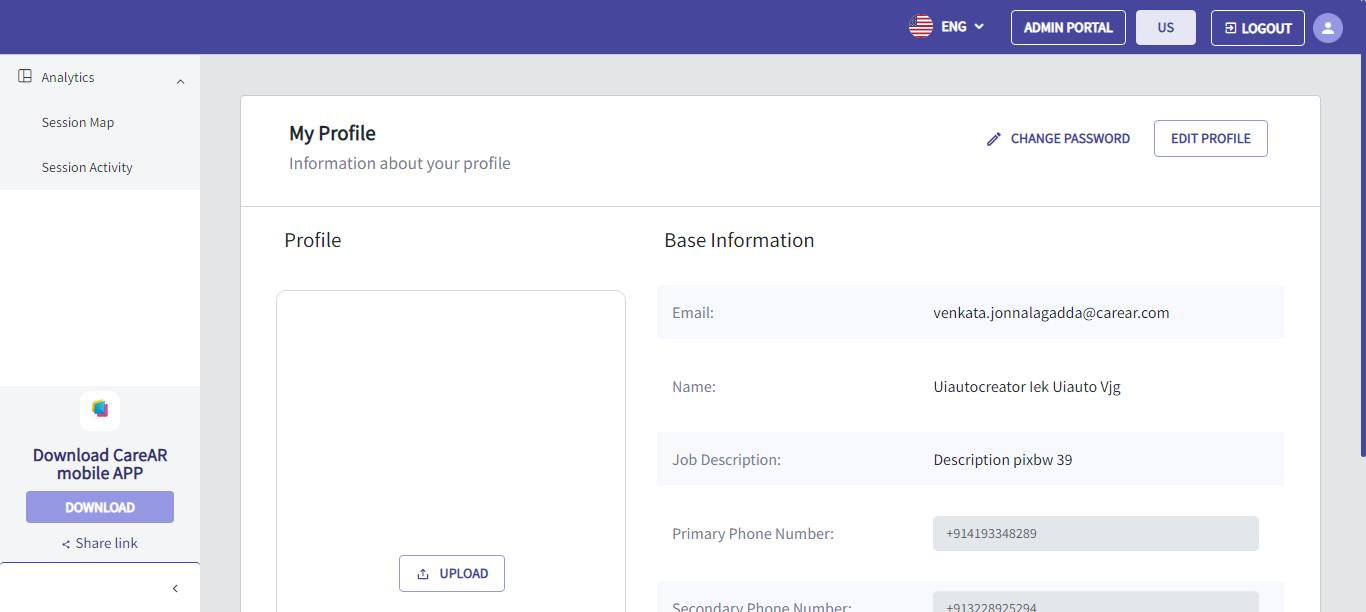 ENG
ADMIN PORTAL
US
LOGOUT
Analytics
Session Map
Session Activity
My Profile
Information about your profile
CHANGE PASSWORD
EDIT PROFILE
Profile
Base Information
Email:
venkata.jonnalagadda@carear.com
Name:
Uiautocreator Iek Uiauto Vjg
Job Description:
Description pixbw 39
Primary Phone Number:
+914193348289
UPLOAD
Secondary Phone Number:
+913228925294
Download CareAR
mobile APP
DOWNLOAD
Share link